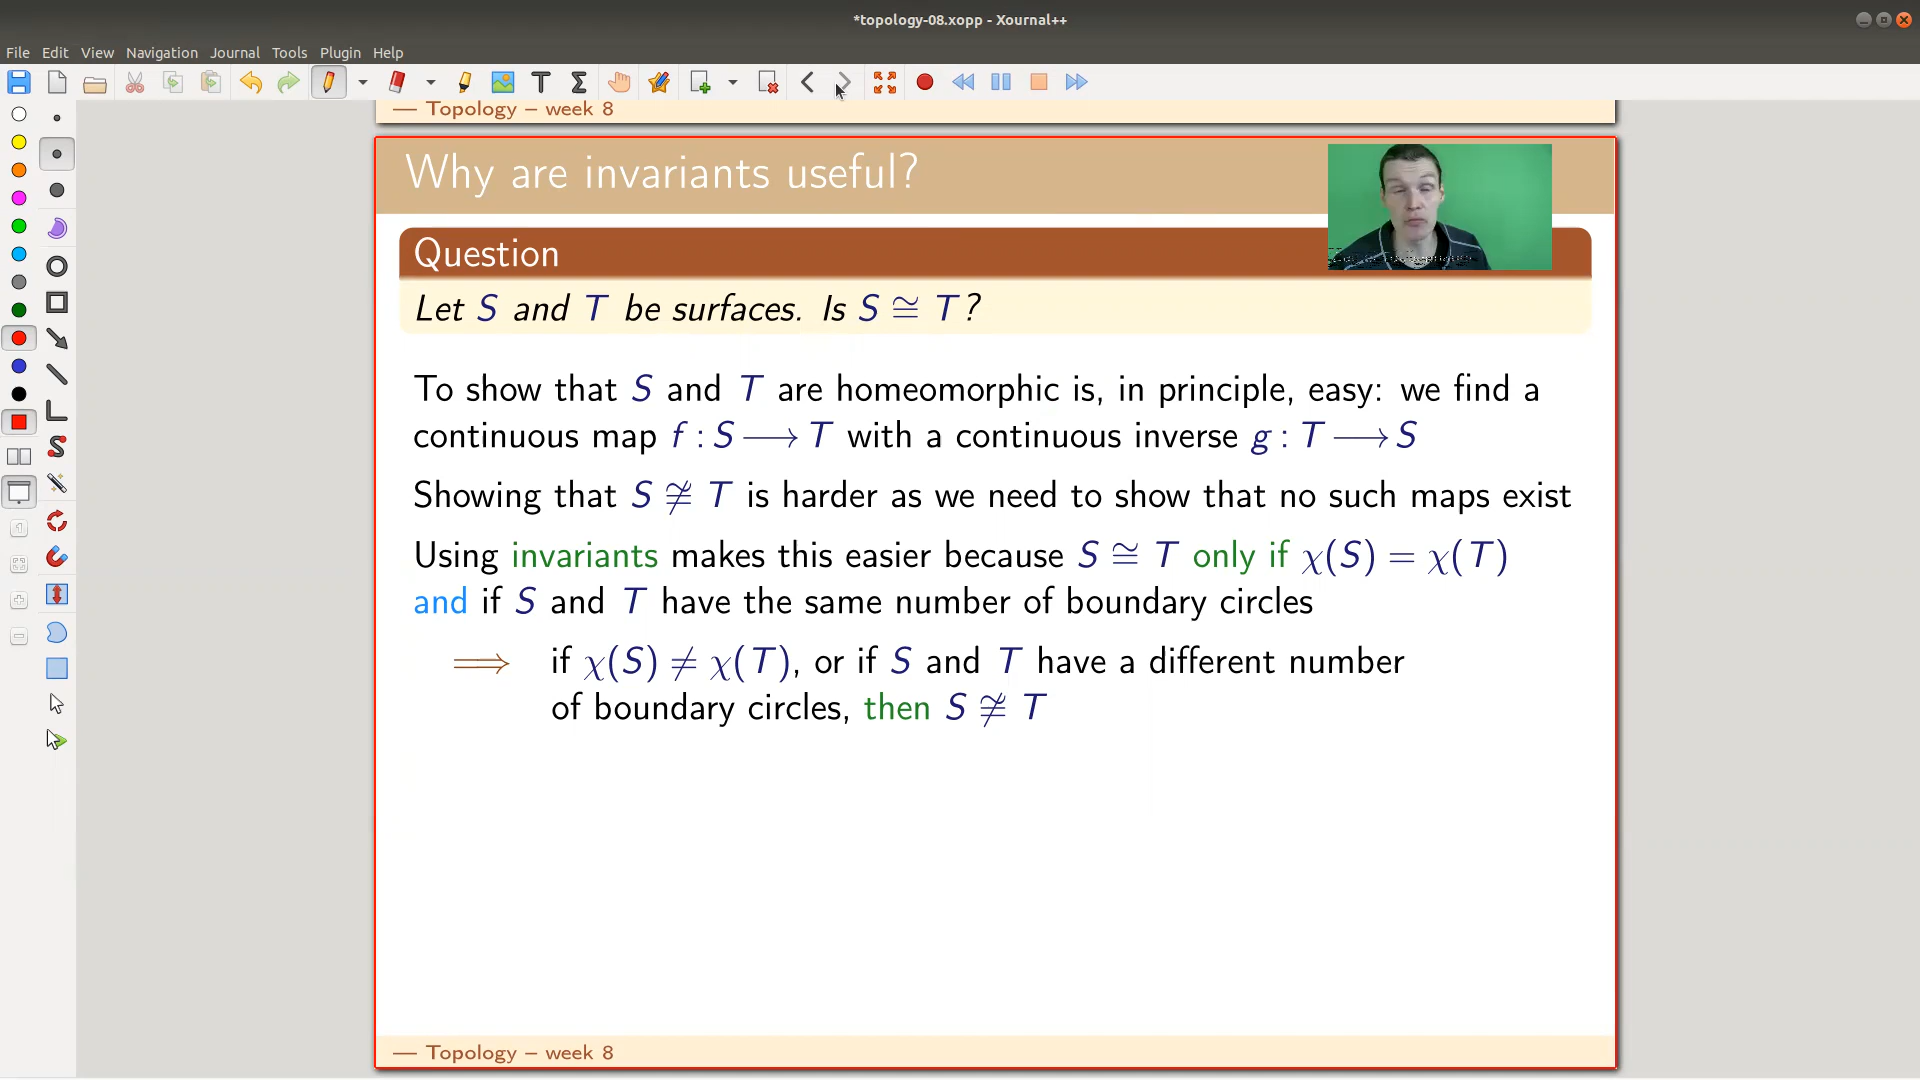 *topology-08.xopp - Xournal++
File Edit View Navigation Journal Tools Plugin Help
— Topology – week 8
Why are invariants useful?
Question
Let S and T be surfaces. Is S ≅ T?
To show that S and T are homeomorphic is, in principle, easy: we find a
continuous map f : S ⟶ T with a continuous inverse g : T ⟶ S
Showing that S ≇ T is harder as we need to show that no such maps exist
Using invariants makes this easier because S ≅ T only if χ(S) = χ(T)
and if S and T have the same number of boundary circles
⟹ if χ(S) ≠ χ(T), or if S and T have a different number
of boundary circles, then S ≇ T
— Topology – week 8